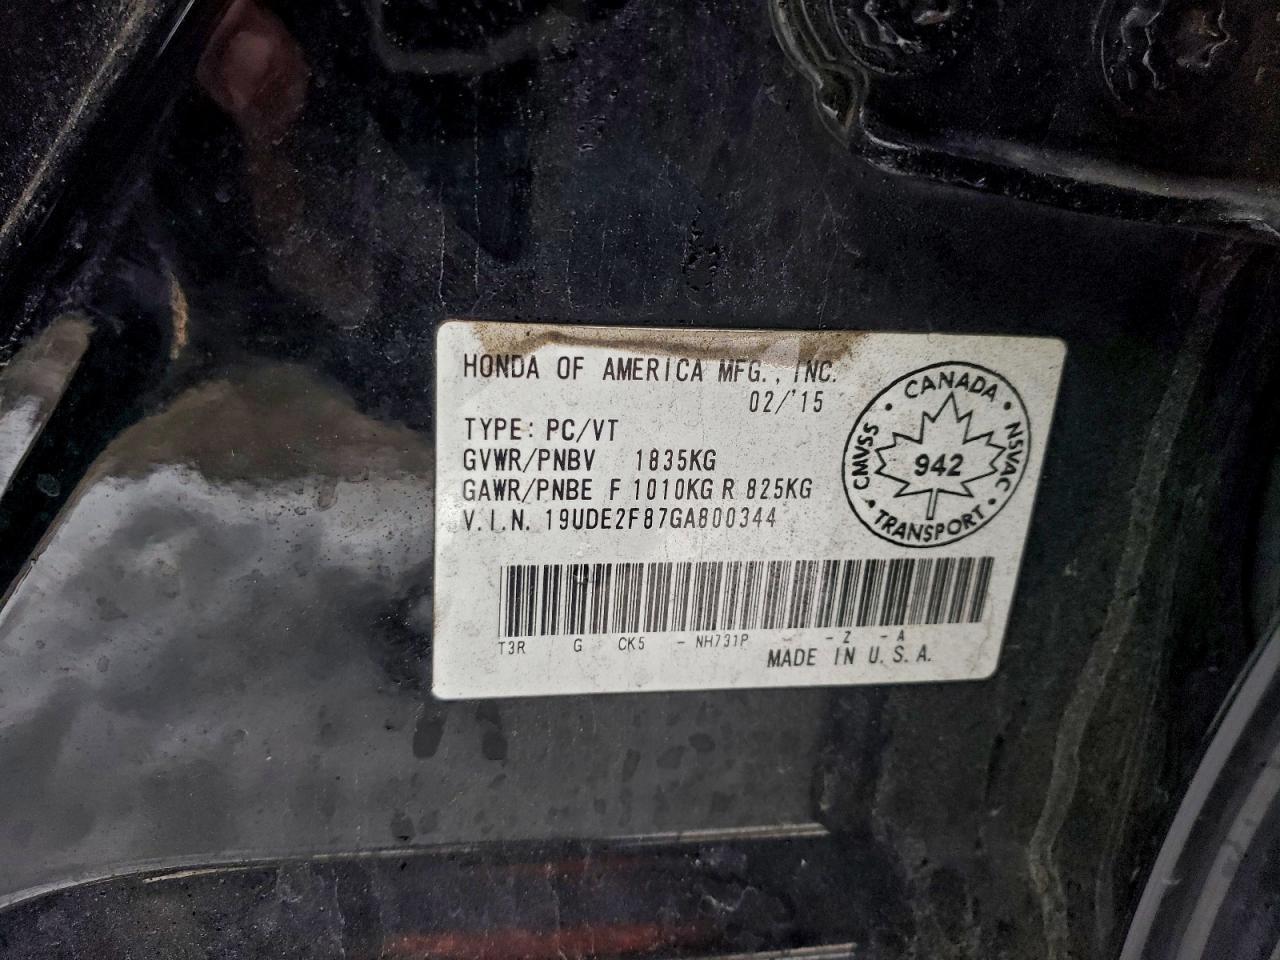 HONDA OF AMERICA MFG., INC.
02/'15
TYPE: PC/VT
GVWR/PNBV 1835KG
GAWR/PNBE F 1010KG R 825KG
V.I.N. 19UDE2F87GA800344
CANADA
CMVSS • NSVAC
942
TRANSPORT
T3R G CK5 - NH731P - -Z -A
MADE IN U.S.A.